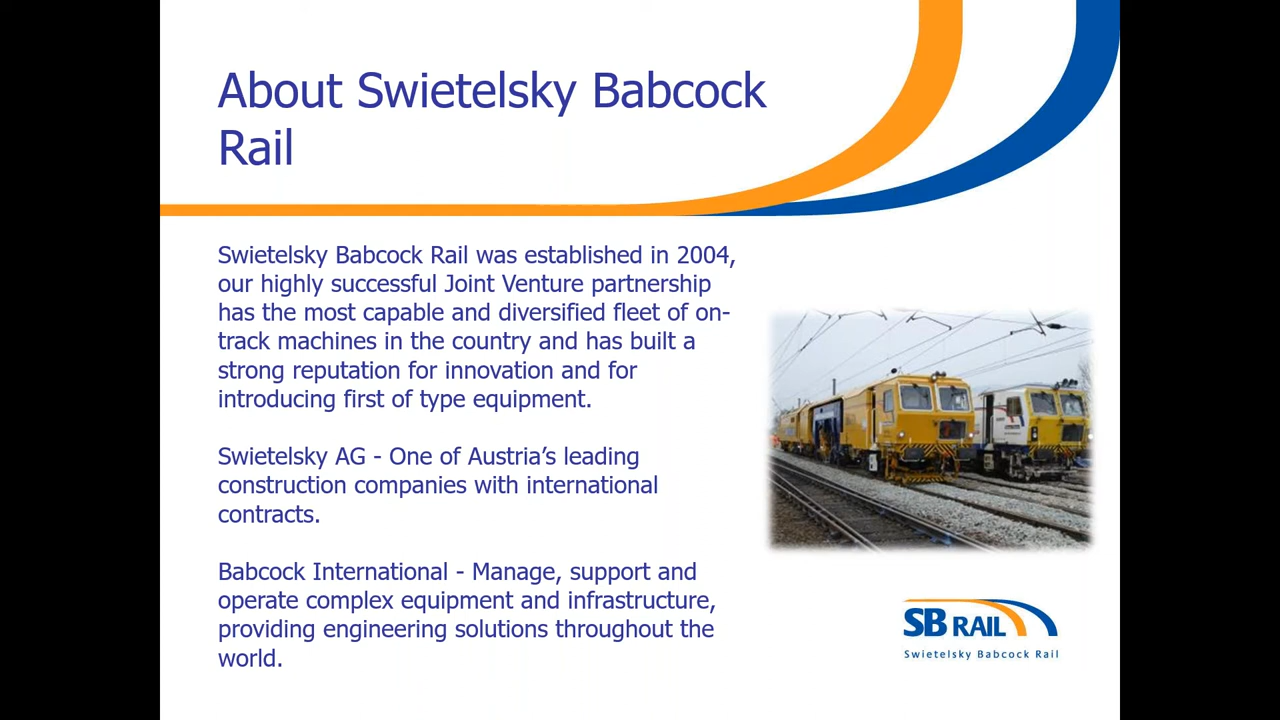 About Swietelsky Babcock
Rail
Swietelsky Babcock Rail was established in 2004,
our highly successful Joint Venture partnership
has the most capable and diversified fleet of on-
track machines in the country and has built a
strong reputation for innovation and for
introducing first of type equipment.
Swietelsky AG - One of Austria’s leading
construction companies with international
contracts.
Babcock International - Manage, support and
operate complex equipment and infrastructure,
providing engineering solutions throughout the
world.
SB RAIL
Swietelsky Babcock Rail